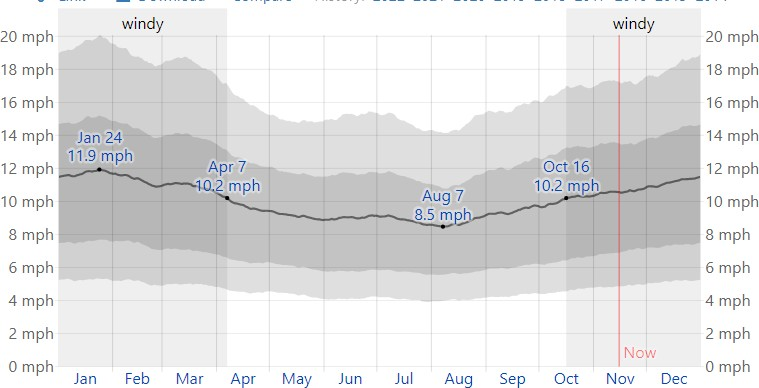 windy
windy
20 mph
20 mph
18 mph
18 mph
16 mph
16 mph
14 mph
14 mph
12 mph
12 mph
10 mph
10 mph
8 mph
8 mph
6 mph
6 mph
4 mph
4 mph
2 mph
2 mph
0 mph
0 mph
Jan 24
11.9 mph
Apr 7
10.2 mph
Aug 7
8.5 mph
Oct 16
10.2 mph
Now
Jan Feb Mar Apr May Jun Jul Aug Sep Oct Nov Dec